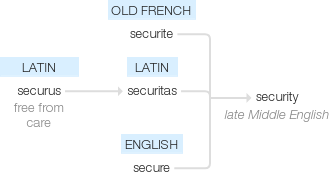 OLD FRENCH
securite
LATIN
LATIN
securus
securitas
security
free from
care
late Middle English
ENGLISH
secure